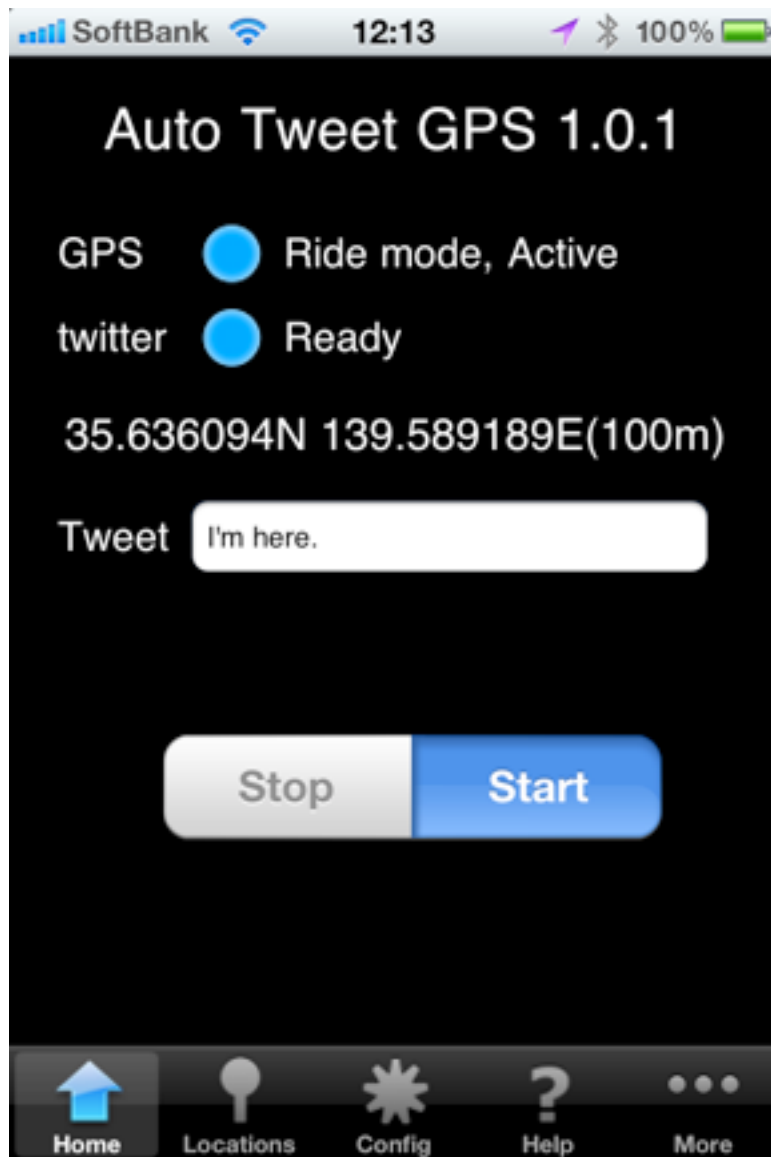 SoftBank 12:13 100%
Auto Tweet GPS 1.0.1
GPS Ride mode, Active
twitter Ready
35.636094N 139.589189E(100m)
Tweet I'm here.
Stop Start
Home Locations Config Help More